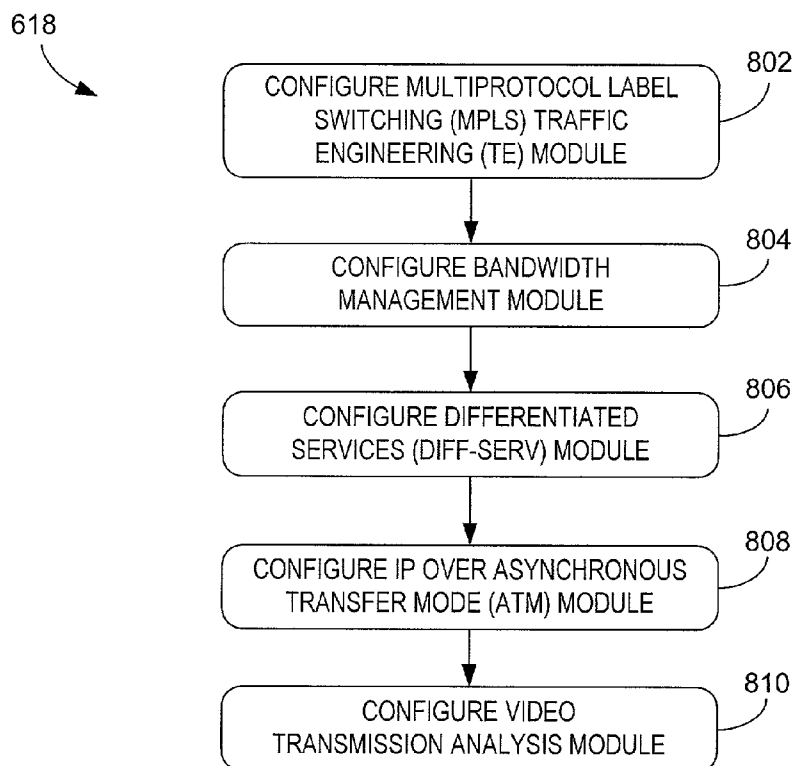 618
802
CONFIGURE MULTIPROTOCOL LABEL
SWITCHING (MPLS) TRAFFIC
ENGINEERING (TE) MODULE
804
CONFIGURE BANDWIDTH
MANAGEMENT MODULE
806
CONFIGURE DIFFERENTIATED
SERVICES (DIFF-SERV) MODULE
808
CONFIGURE IP OVER ASYNCHRONOUS
TRANSFER MODE (ATM) MODULE
810
CONFIGURE VIDEO
TRANSMISSION ANALYSIS MODULE